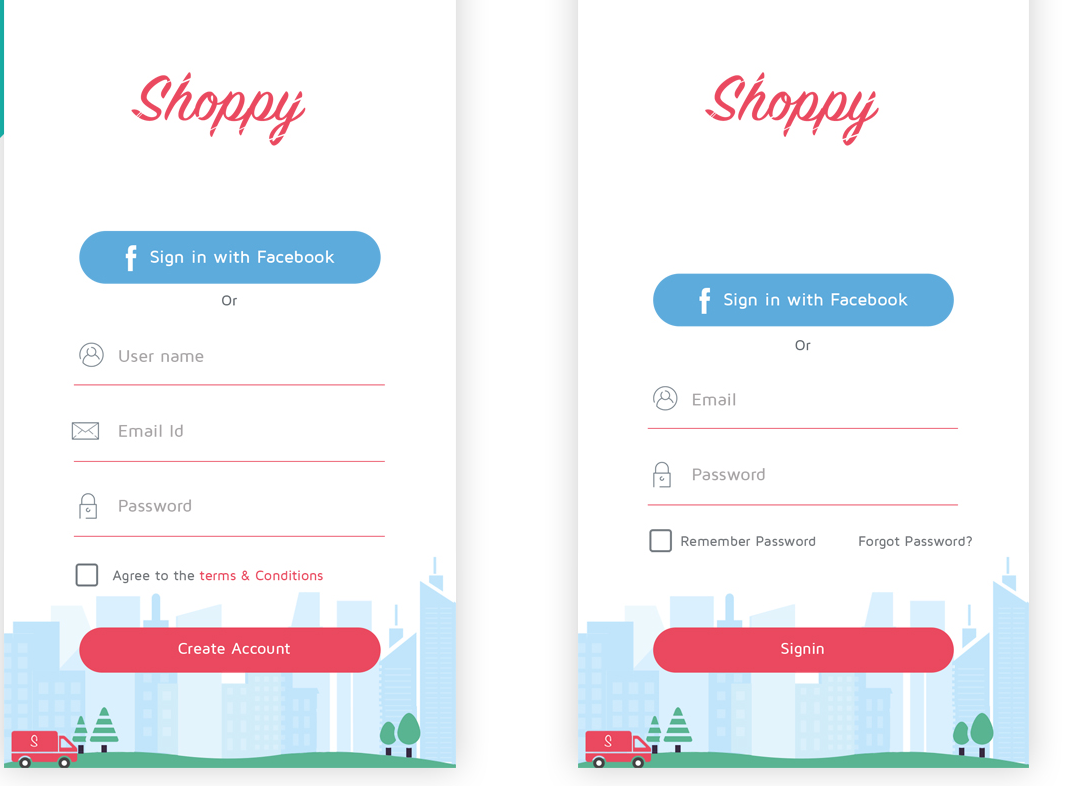 Shoppy
Sign in with Facebook
Or
User name
Email Id
Password
Agree to the terms & Conditions
Create Account
S
Shoppy
Sign in with Facebook
Or
Email
Password
Remember Password Forgot Password?
Signin
S